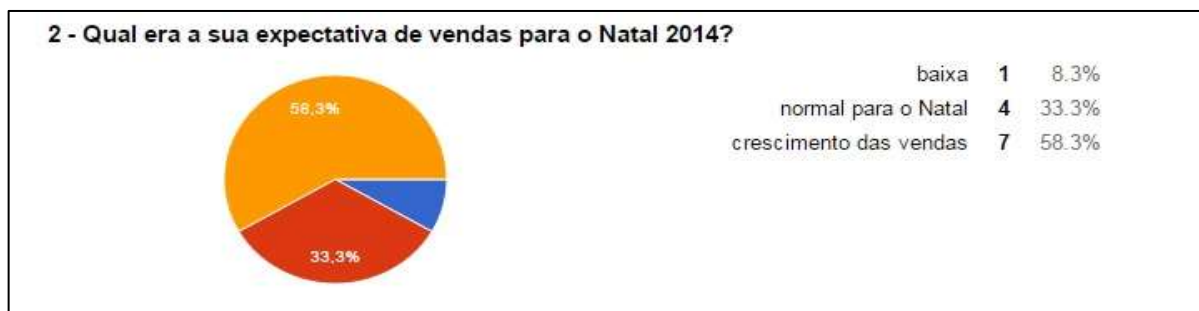 2 - Qual era a sua expectativa de vendas para o Natal 2014?
58,3%
33,3%
baixa 1 8.3%
normal para o Natal 4 33.3%
crescimento das vendas 7 58.3%